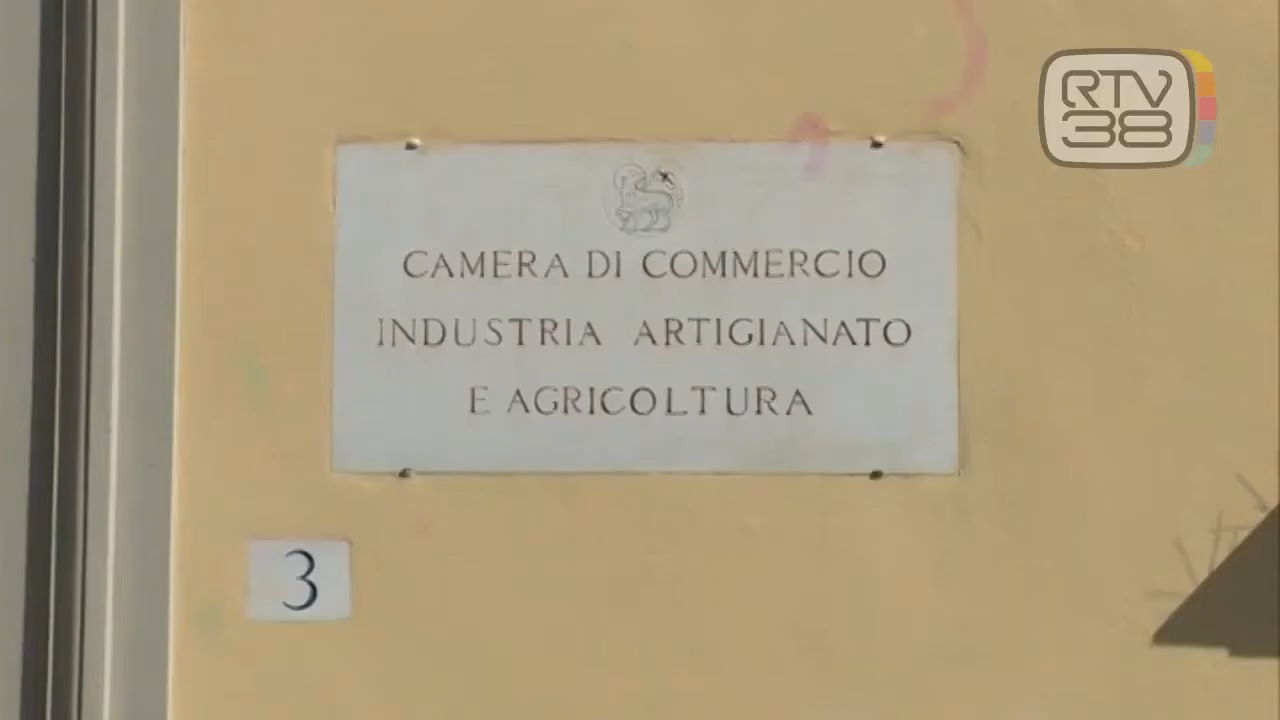 RTV
38
CAMERA DI COMMERCIO
INDUSTRIA ARTIGIANATO
E AGRICOLTURA
3